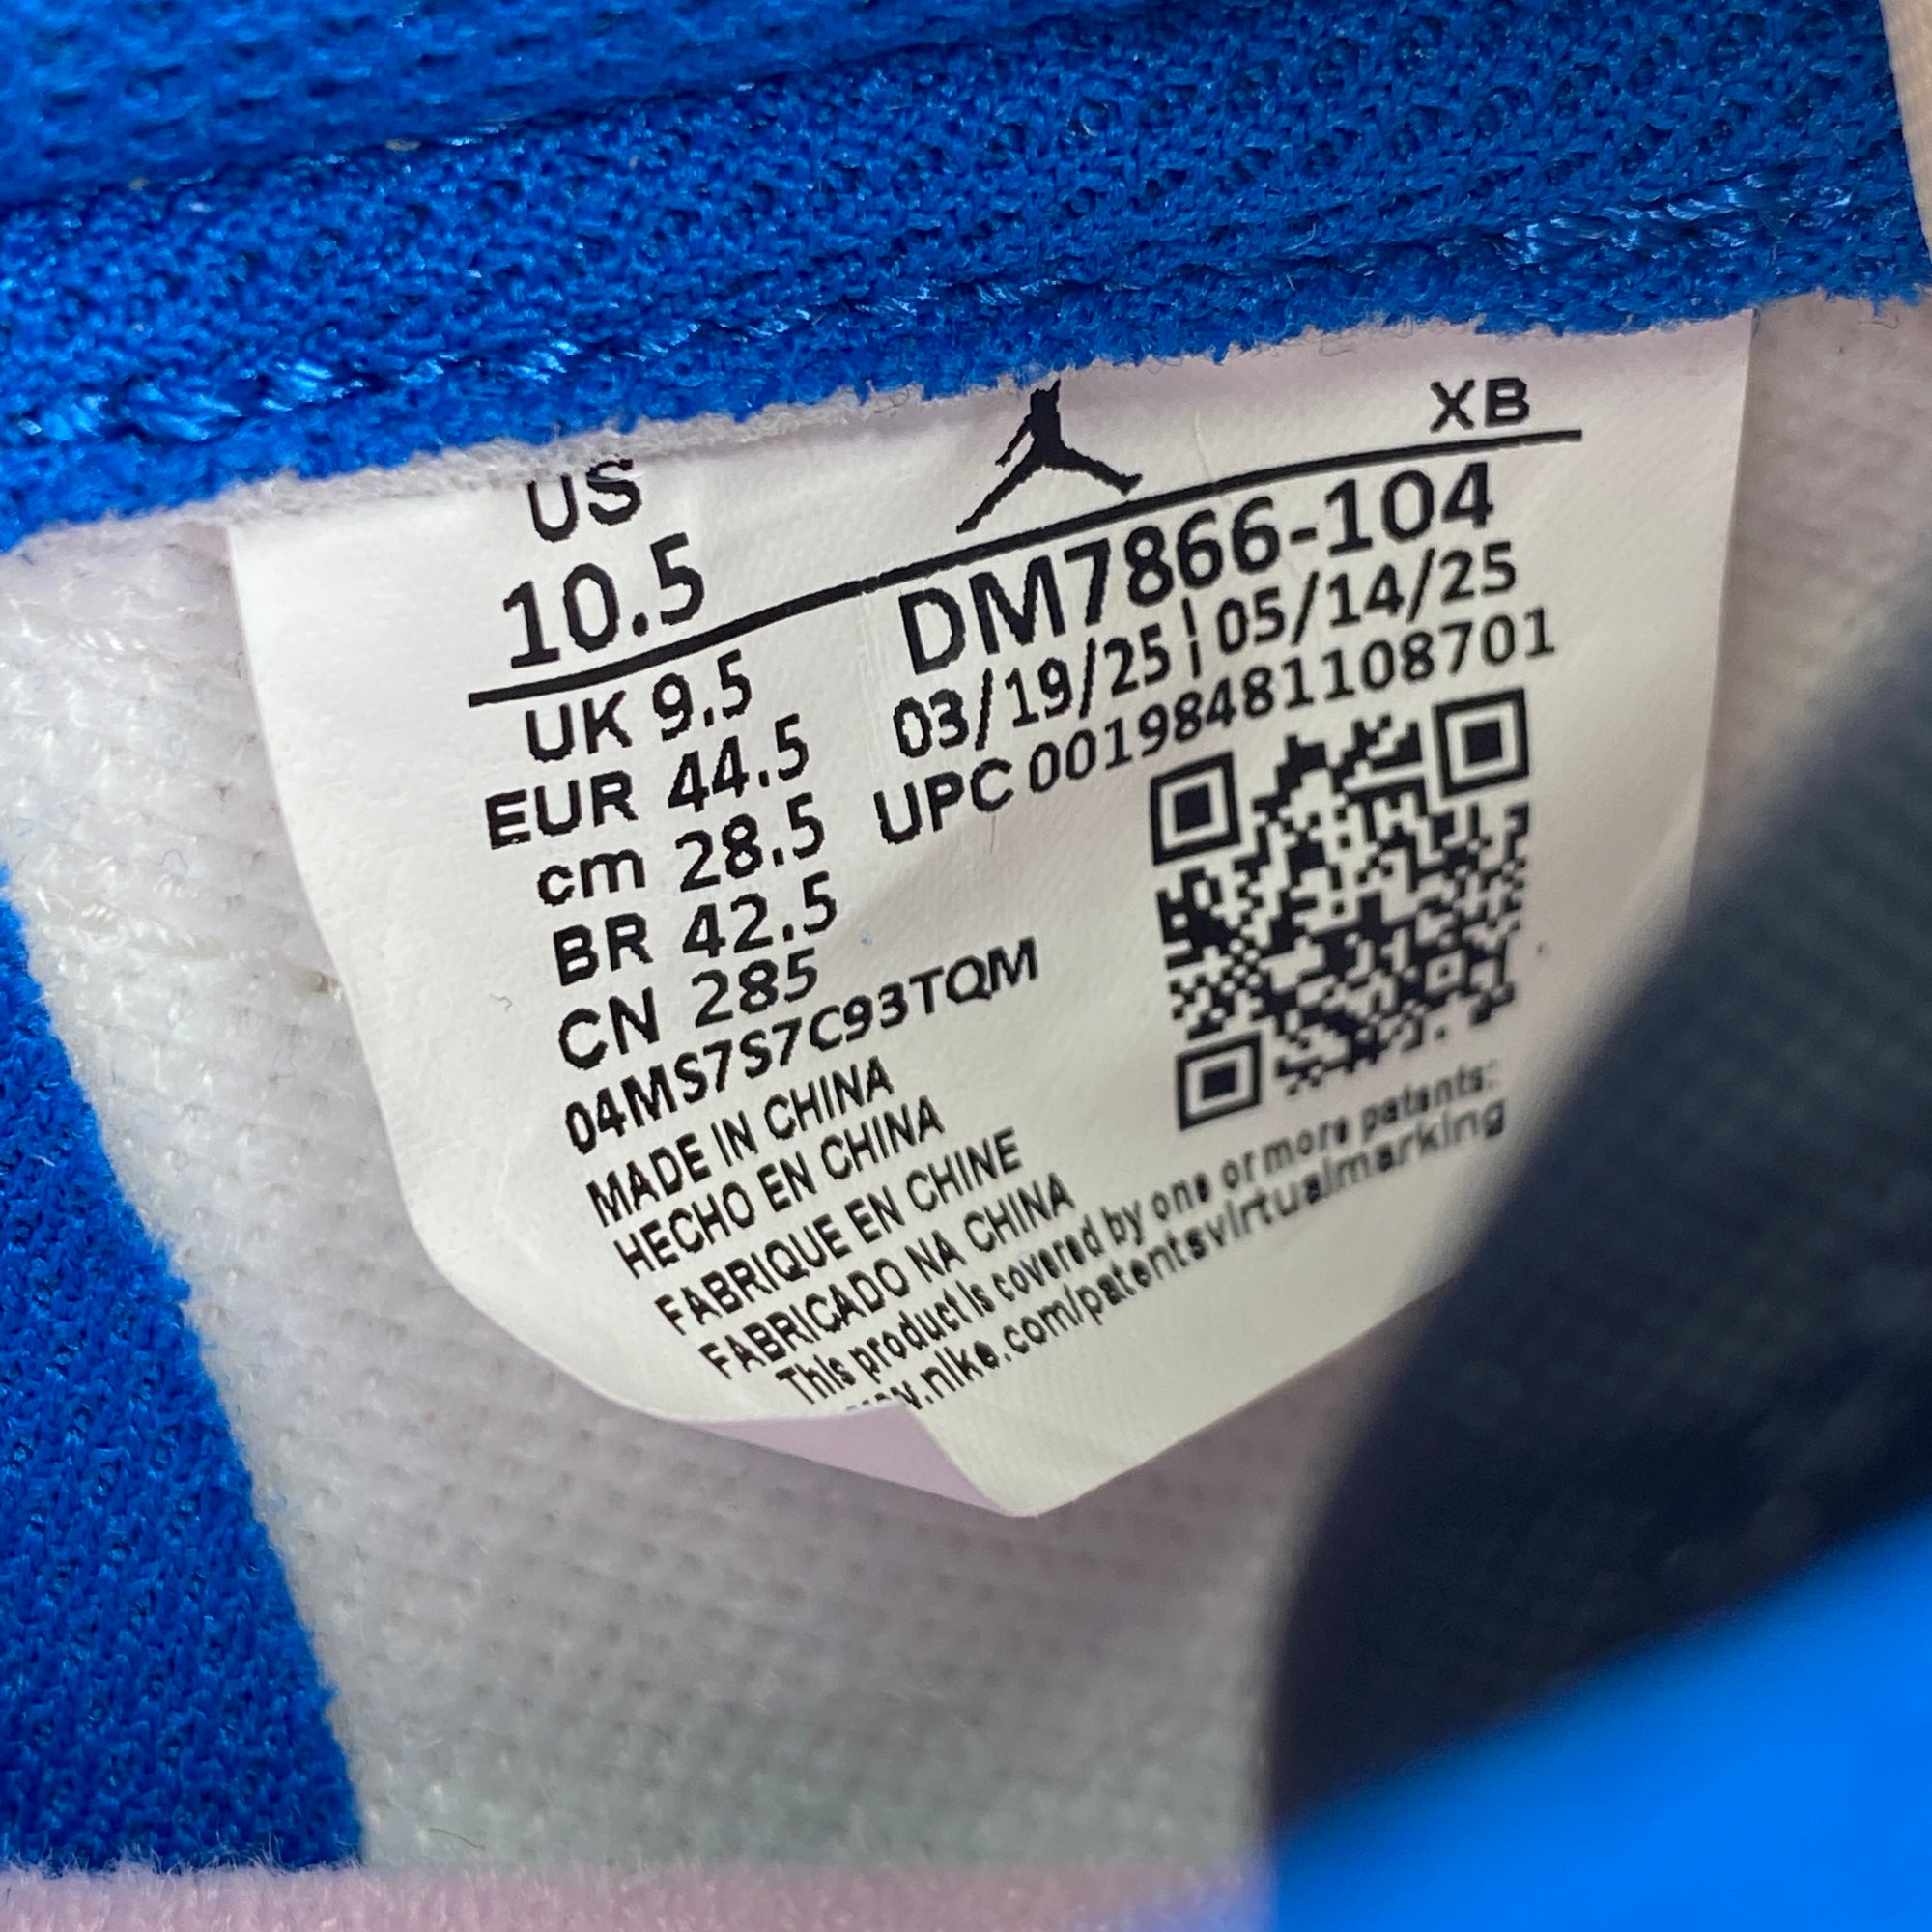 US
10.5
XB
DM7866-104
03/19/25 | 05/14/25
UPC 00198481108701
UK 9.5
EUR 44.5
cm 28.5
BR 42.5
CN 285
04MS7S7C93TQM
MADE IN CHINA
HECHO EN CHINA
FABRIQUE EN CHINE
FABRICADO NA CHINA
This product is covered by one or more patents:
.nike.com/patentsvirtualmarking